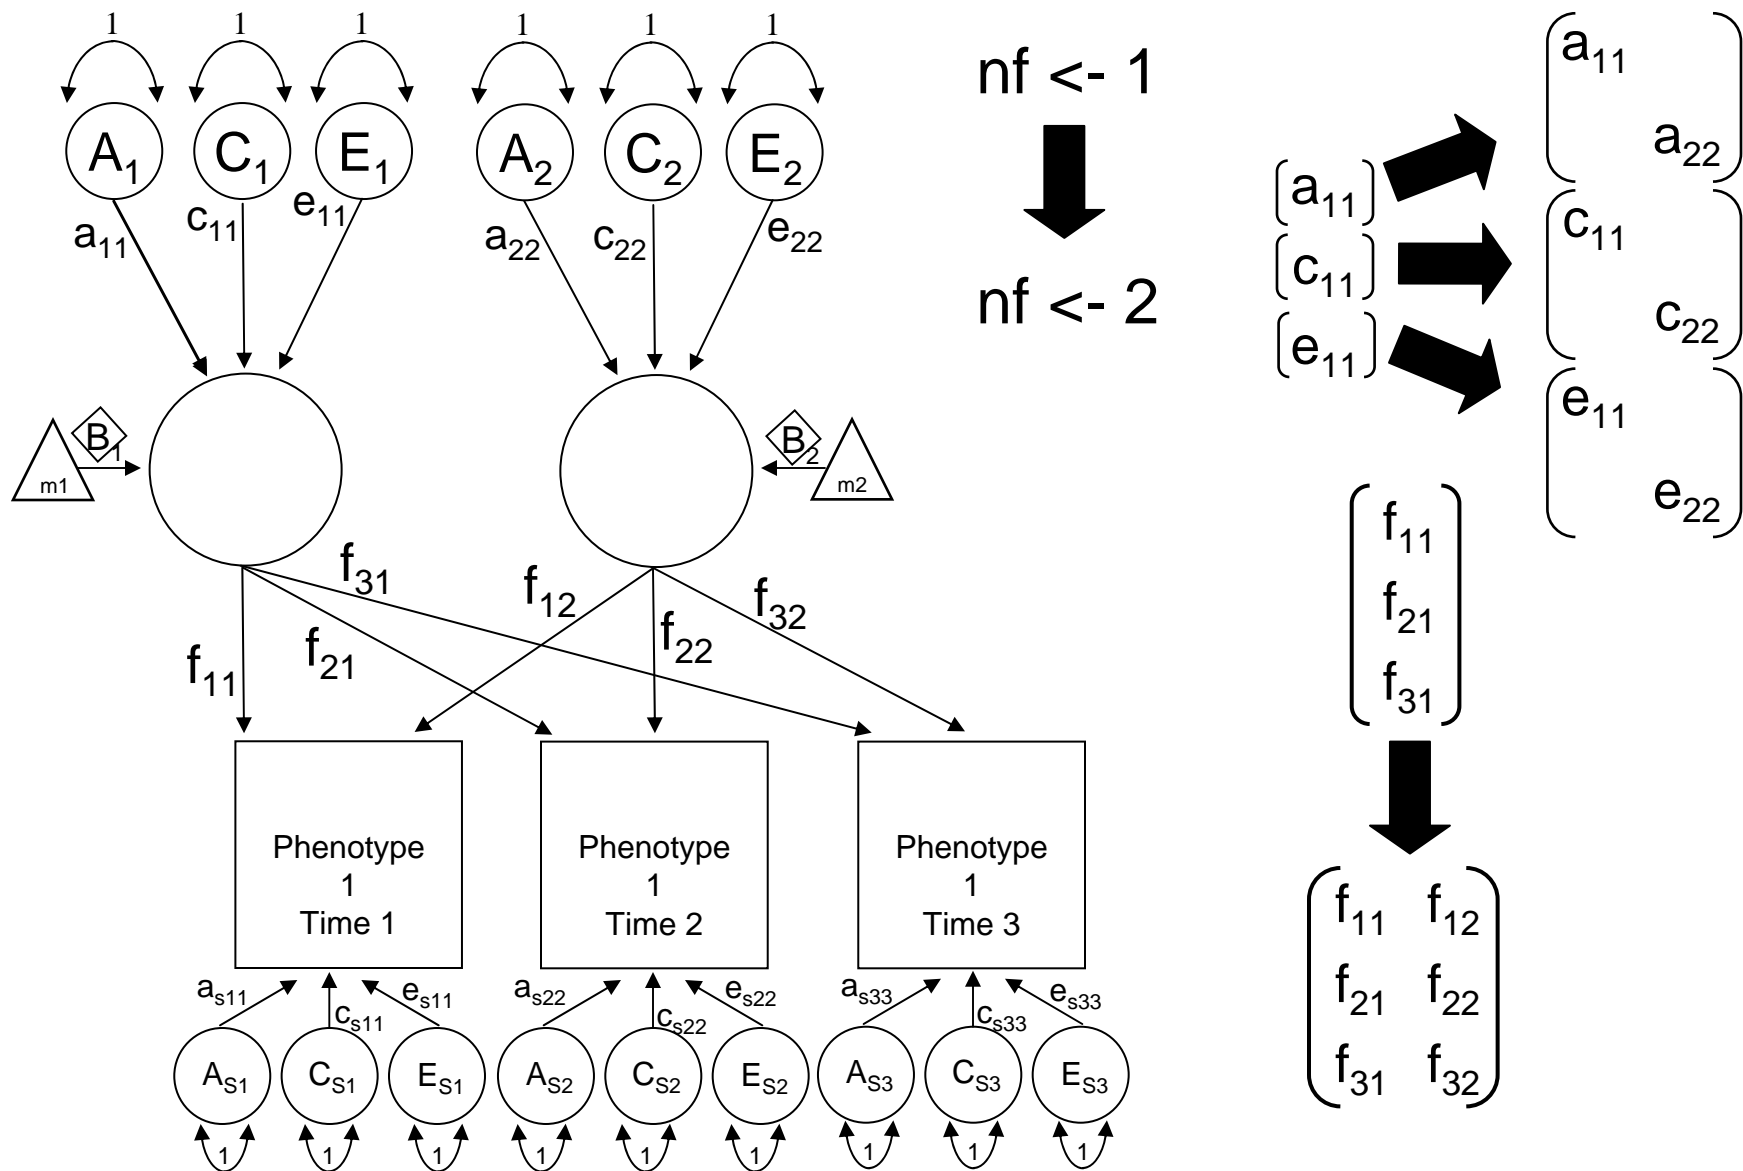 1 1 1 1 1 1
A1 C1 E1 A2 C2 E2
a11 c11 e11 a22 c22 e22
B1 B2
m1 m2
f11 f21 f31 f12 f22 f32
Phenotype
1
Time 1
Phenotype
1
Time 2
Phenotype
1
Time 3
as11 cs11 es11 as22 cs22 es22 as33 cs33 es33
AS1 CS1 ES1 AS2 CS2 ES2 AS3 CS3 ES3
1 1 1 1 1 1 1 1 1
nf <- 1
nf <- 2
a11
c11
e11
a11
a22
c11
c22
e11
e22
f11
f21
f31
f11 f12
f21 f22
f31 f32